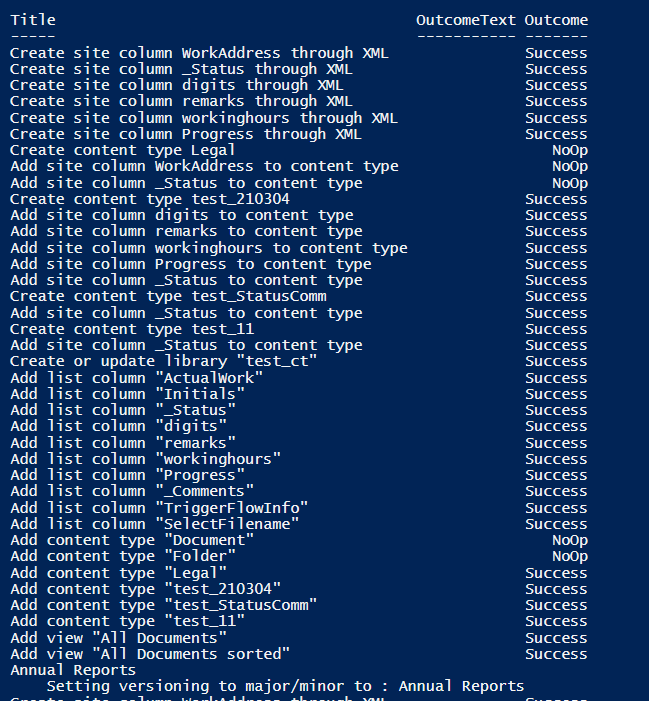 Title OutcomeText Outcome
----- ----------- -------
Create site column WorkAddress through XML Success
Create site column _Status through XML Success
Create site column digits through XML Success
Create site column remarks through XML Success
Create site column workinghours through XML Success
Create site column Progress through XML Success
Create content type Legal NoOp
Add site column WorkAddress to content type NoOp
Add site column _Status to content type NoOp
Create content type test_210304 Success
Add site column digits to content type Success
Add site column remarks to content type Success
Add site column workinghours to content type Success
Add site column Progress to content type Success
Add site column _Status to content type Success
Create content type test_StatusComm Success
Add site column _Status to content type Success
Create content type test_11 Success
Add site column _Status to content type Success
Create or update library "test_ct" Success
Add list column "ActualWork" Success
Add list column "Initials" Success
Add list column "_Status" Success
Add list column "digits" Success
Add list column "remarks" Success
Add list column "workinghours" Success
Add list column "Progress" Success
Add list column "_Comments" Success
Add list column "TriggerFlowInfo" Success
Add list column "SelectFilename" Success
Add content type "Document" NoOp
Add content type "Folder" NoOp
Add content type "Legal" Success
Add content type "test_210304" Success
Add content type "test_StatusComm" Success
Add content type "test_11" Success
Add view "All Documents" Success
Add view "All Documents sorted" Success
Annual Reports
Setting versioning to major/minor to : Annual Reports
Create site column WorkAddress through XML Success